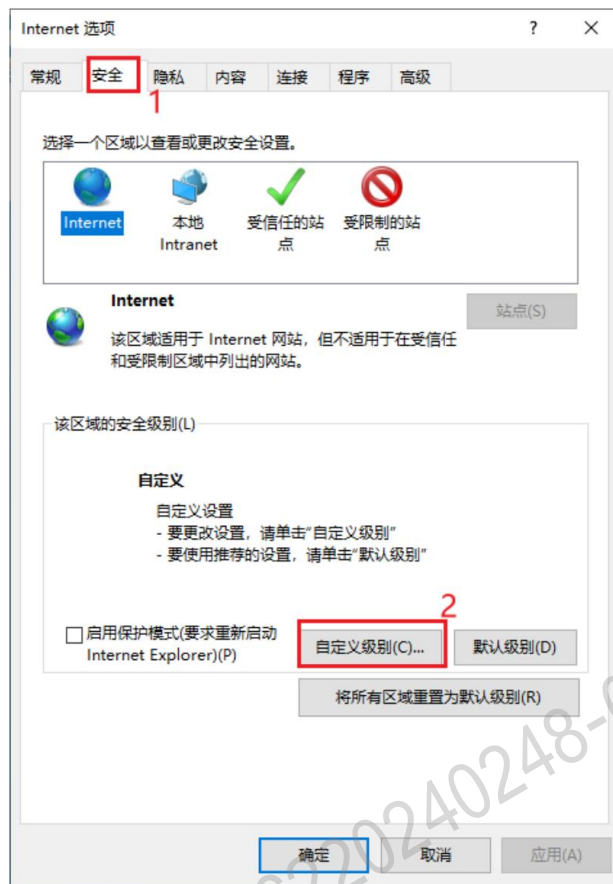 Internet 选项
?
常规 安全 隐私 内容 连接 程序 高级
1
选择一个区域以查看或更改安全设置。
Internet 本地 Intranet 受信任的站点 受限制的站点
Internet
站点(S)
该区域适用于 Internet 网站，但不适用于在受信任
和受限制区域中列出的网站。
该区域的安全级别(L)
自定义
自定义设置
- 要更改设置，请单击"自定义级别"
- 要使用推荐的设置，请单击"默认级别"
2
启用保护模式(要求重新启动
Internet Explorer)(P)
自定义级别(C)...
默认级别(D)
将所有区域重置为默认级别(R)
确定 取消 应用(A)